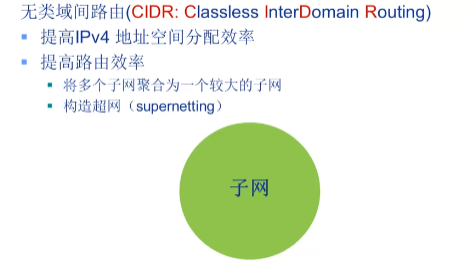 无类域间路由(CIDR: Classless InterDomain Routing)
提高IPv4 地址空间分配效率
提高路由效率
将多个子网聚合为一个较大的子网
构造超网（supernetting）
子网